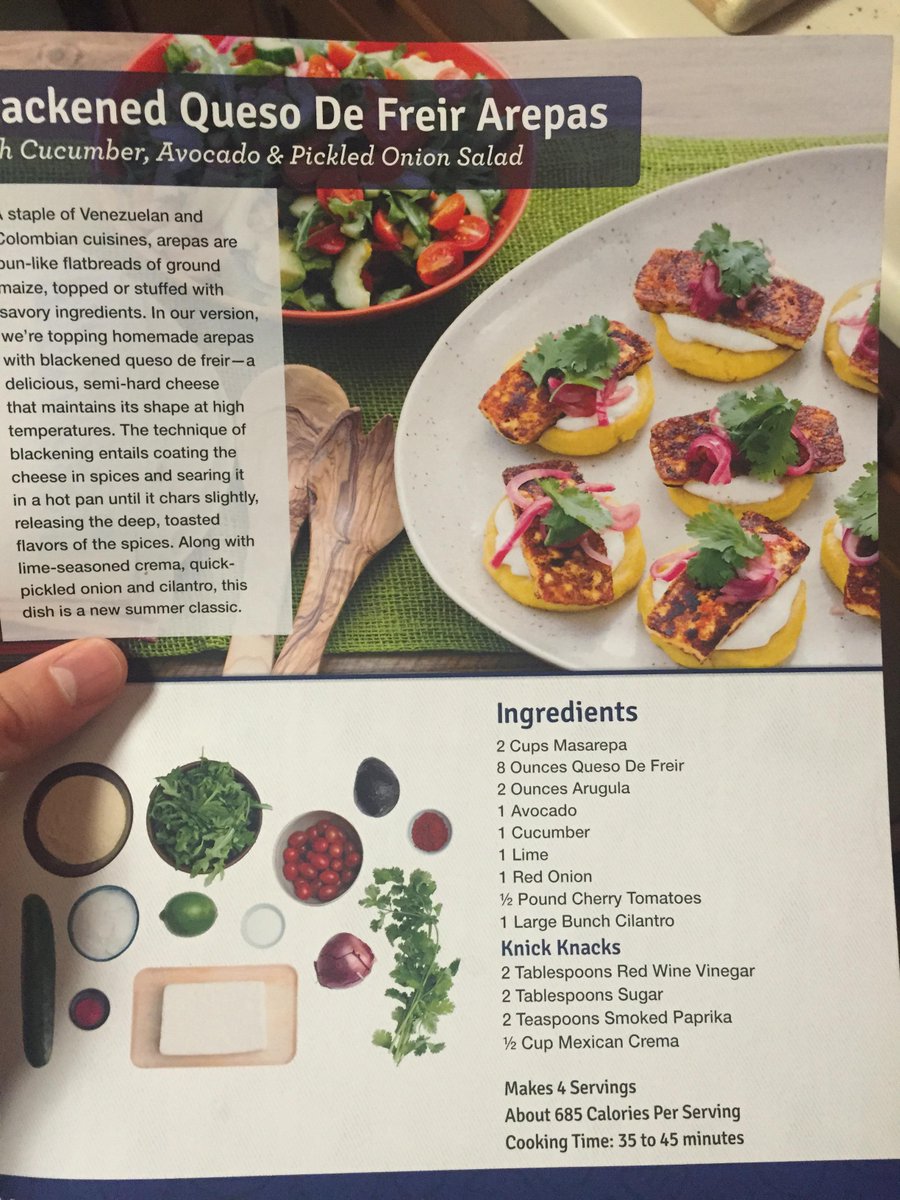 ackened Queso De Freir Arepas
h Cucumber, Avocado & Pickled Onion Salad
A staple of Venezuelan and
Colombian cuisines, arepas are
bun-like flatbreads of ground
maize, topped or stuffed with
savory ingredients. In our version,
we're topping homemade arepas
with blackened queso de freir—a
delicious, semi-hard cheese
that maintains its shape at high
temperatures. The technique of
blackening entails coating the
cheese in spices and searing it
in a hot pan until it chars slightly,
releasing the deep, toasted
flavors of the spices. Along with
lime-seasoned crema, quick-
pickled onion and cilantro, this
dish is a new summer classic.
Ingredients
2 Cups Masarepa
8 Ounces Queso De Freir
2 Ounces Arugula
1 Avocado
1 Cucumber
1 Lime
1 Red Onion
½ Pound Cherry Tomatoes
1 Large Bunch Cilantro
Knick Knacks
2 Tablespoons Red Wine Vinegar
2 Tablespoons Sugar
2 Teaspoons Smoked Paprika
½ Cup Mexican Crema
Makes 4 Servings
About 685 Calories Per Serving
Cooking Time: 35 to 45 minutes